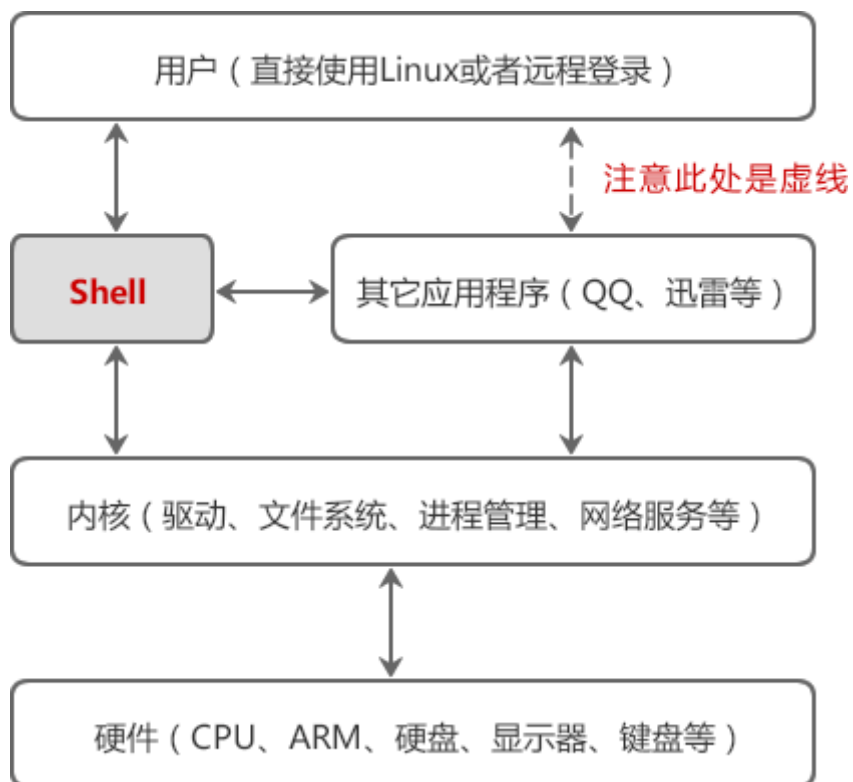 用户（直接使用Linux或者远程登录）
注意此处是虚线
Shell
其它应用程序（QQ、迅雷等）
内核（驱动、文件系统、进程管理、网络服务等）
硬件（CPU、ARM、硬盘、显示器、键盘等）